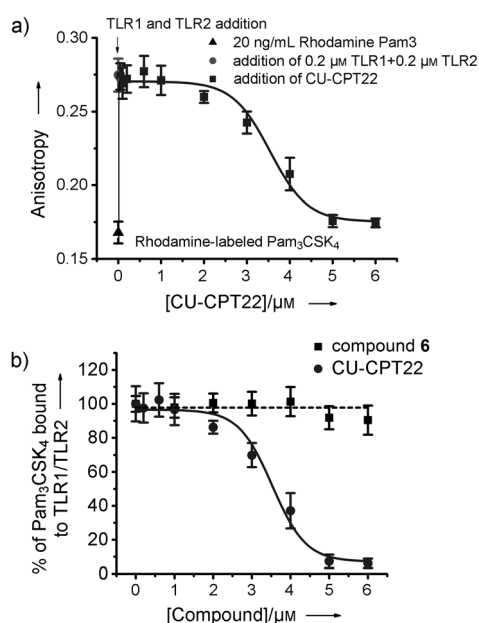 a)
TLR1 and TLR2 addition
20 ng/mL Rhodamine Pam3
addition of 0.2 µM TLR1+0.2 µM TLR2
addition of CU-CPT22
Anisotropy
0.30
0.25
0.20
0.15
Rhodamine-labeled Pam₃CSK₄
0 1 2 3 4 5 6
[CU-CPT22]/µM
b)
compound 6
CU-CPT22
% of Pam₃CSK₄ bound
to TLR1/TLR2
120
100
80
60
40
20
0
0 1 2 3 4 5 6
[Compound]/µM